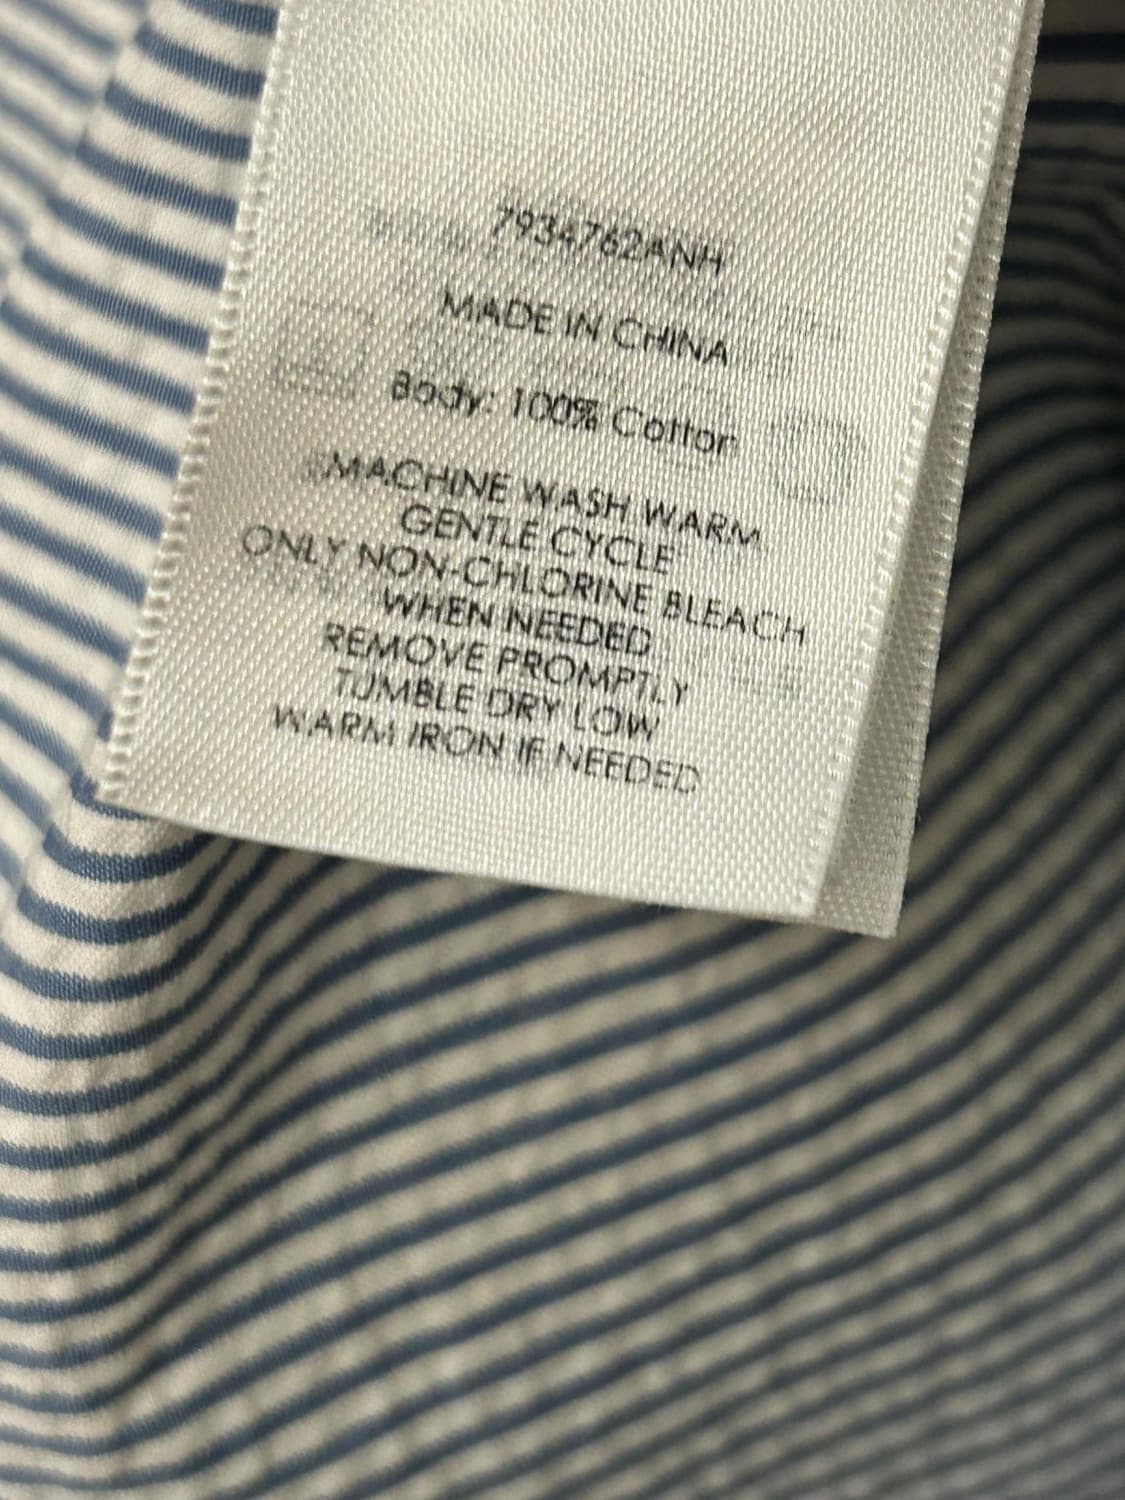 7934762ANH
MADE IN CHINA
Body: 100% Cotton
MACHINE WASH WARM
GENTLE CYCLE
ONLY NON-CHLORINE BLEACH
WHEN NEEDED
REMOVE PROMPTLY
TUMBLE DRY LOW
WARM IRON IF NEEDED